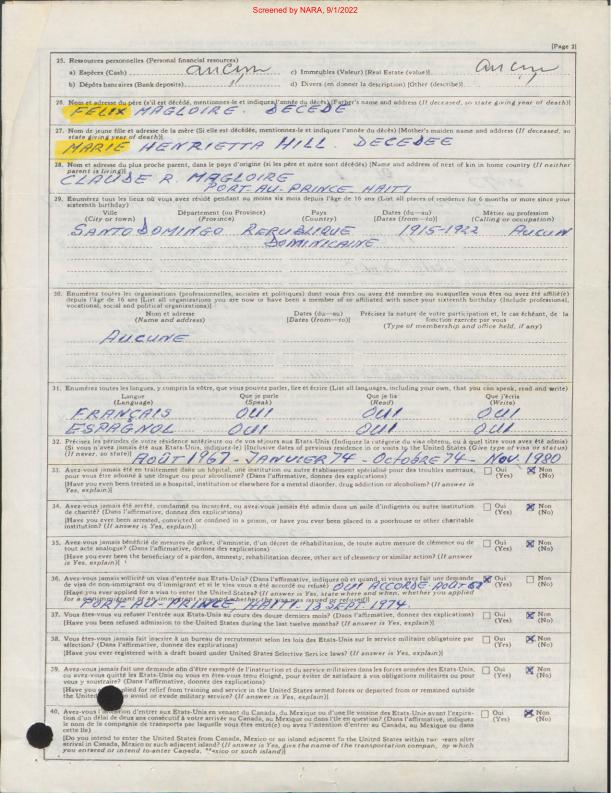 Screened by NARA, 9/1/2022
[Page 2]
25. Ressources personnelles (Personal financial resources)
a) Espèces (Cash) aucun c) Immeubles (Valeur) [Real Estate (value)] aucun
b) Dépôts bancaires (Bank deposits) d) Divers (en donner la description) [Other (describe)]
26. Nom et adresse du père (s'il est décédé, mentionnez-le et indiquez l'année du décès) [Father's name and address (If deceased, so state giving year of death)]
FELIX MAGLOIRE. DECEDE
27. Nom de jeune fille et adresse de la mère (Si elle est décédé, mentionnez-le et indiquez l'année du décès) [Mother's maiden name and address (If deceased, so
state giving year of death)]
MARIE HENRIETTA HILL. DECEDEE
28. Nom et adresse du plus proche parent, dans le pays d'origine (si les père et mère sont décédés) [Name and address of next of kin in home country (If neither
parent is living)]
CLAUDE R. MAGLOIRE
PORT-AU-PRINCE HAITI
29. Enumérez tous les lieux où vous avez résidé pendant au moins six mois depuis l'âge de 16 ans (List all places of residence for 6 months or more since your
sixteenth birthday)
Ville Département (ou Province) Pays Dates (du—au) Métier ou profession
(City or town) (Province) (Country) [Dates (from—to)] (Calling or occupation)
SANTO DOMINGO REPUBLIQUE 1915-1922 AUCUN
DOMINICAINE
30. Enumérez toutes les organisations (professionnelles, sociales et politiques) dont vous êtes ou avez été membre ou auxquelles vous êtes ou avez été affilié(e)
depuis l'âge de 16 ans [List all organizations you are now or have been a member of or affiliated with since your sixteenth birthday (Include professional,
vocational, social and political organizations)]
Nom et adresse Dates (du—au) Précisez la nature de votre participation et, le cas échéant, de la
(Name and address) [Dates (from—to)] fonction exercée par vous
(Type of membership and office held, if any)
AUCUNE
31. Enumérez toutes les langues, y compris la vôtre, que vous pouvez parler, lire et écrire (List all languages, including your own, that you can speak, read and write)
Langue Que je parle Que je lis Que j'écris
(Language) (Speak) (Read) (Write)
FRANÇAIS OUI OUI OUI
ESPAGNOL OUI OUI OUI
32. Précisez les périodes de votre résidence antérieure ou de vos séjours aux Etats-Unis (Indiquez la catégorie du visa obtenu, ou à quel titre vous avez été admis)
(Si vous n'avez jamais été aux Etats-Unis, indiquez-le) [Inclusive dates of previous residence in or visits to the United States (Give type of visa or status)
(If never, so state)]
AOÛT 1967 - JANVIER 74 - OCTOBRE 74 - NOV. 1980
33. Avez-vous jamais été en traitement dans un hôpital, une institution ou autre établissement spécialisé pour des troubles mentaux, Oui Non
pour vous être adonné à une drogue ou pour alcoolisme? (Dans l'affirmative, donnez des explications) (Yes) (No)
[Have you ever been treated in a hospital, institution or elsewhere for a mental disorder, drug addiction or alcoholism? (If answer is
Yes, explain)]
34. Avez-vous jamais été arrêté, condamné ou incarcéré, ou avez-vous jamais été admis dans un asile d'indigents ou autre institution Oui Non
de charité? (Dans l'affirmative, donnez des explications) (Yes) (No)
[Have you ever been arrested, convicted or confined in a prison, or have you ever been placed in a poorhouse or other charitable
institution? (If answer is Yes, explain)]
35. Avez-vous jamais bénéficié de mesures de grâce, d'amnistie, d'un décret de réhabilitation, de toute autre mesure de clémence ou de Oui Non
tout acte analogue? (Dans l'affirmative, donnez des explications) (Yes) (No)
[Have you ever been the beneficiary of a pardon, amnesty, rehabilitation decree, other act of clemency or similar action? (If answer is
Yes, explain)]
36. Avez-vous jamais sollicité un visa d'entrée aux Etats-Unis? (Dans l'affirmative, indiquez où et quand, si vous avez fait une demande Oui Non
de visa de non-immigrant ou d'immigrant et si le visa vous a été accordé ou refusé) OUI ACCORDE AOUT-67 (Yes) (No)
[Have you ever applied for a visa to enter the United States? (If answer is Yes, state where and when, whether you applied
for a nonimmigrant or an immigrant visa and whether the visa was issued or refused)]
PORT-AU-PRINCE HAITI-13 SEPT 1974.
37. Vous êtes-vous vu refuser l'entrée aux Etats-Unis au cours des douze derniers mois? (Dans l'affirmative, donnez des explications) Oui Non
[Have you been refused admission to the United States during the last twelve months? (If answer is Yes, explain)] (Yes) (No)
38. Vous êtes-vous jamais fait inscrire à un bureau de recrutement selon les lois des Etats-Unis sur le service militaire obligatoire par Oui Non
sélection? (Dans l'affirmative, donnez des explications) (Yes) (No)
[Have you ever registered with a draft board under United States Selective Service laws? (If answer is Yes, explain)]
39. Avez-vous jamais fait une demande afin d'être exempté de l'instruction et du service militaires dans les forces armées des Etats-Unis, Oui Non
ou avez-vous quitté les Etats-Unis ou vous en êtes-vous tenu éloigné, pour éviter de satisfaire à vos obligations militaires ou pour (Yes) (No)
vous y soustraire? (Dans l'affirmative, donnez des explications)
[Have you applied for relief from training and service in the United States armed forces or departed from or remained outside
the United to avoid or evade military service? (If answer is Yes, explain)]
40. Avez-vous l'intention d'entrer aux Etats-Unis en venant du Canada, du Mexique ou d'une île voisine des Etats-Unis avant l'expira- Oui Non
tion d'un délai de deux ans consécutif à votre arrivée au Canada, au Mexique ou dans l'île en question? (Dans l'affirmative, indiquez (Yes) (No)
le nom de la compagnie de transports par laquelle vous êtes entré(e) ou avez l'intention d'entrer au Canada, au Mexique ou dans
cette île)
[Do you intend to enter the United States from Canada, Mexico or an island adjacent to the United States within two years after
arrival in Canada, Mexico or such adjacent island? (If answer is Yes, give the name of the transportation company, by which
you entered or intend to enter Canada, Mexico or such island)]